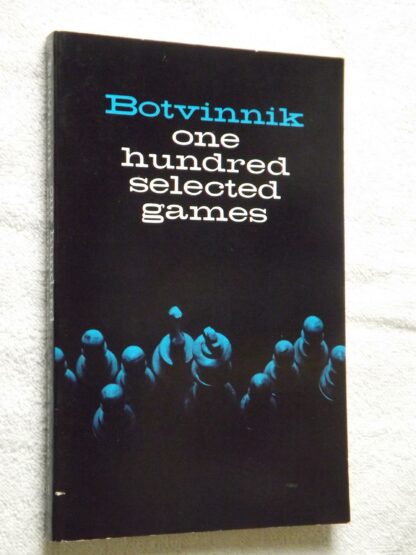 Botvinnik
one
hundred
selected
games